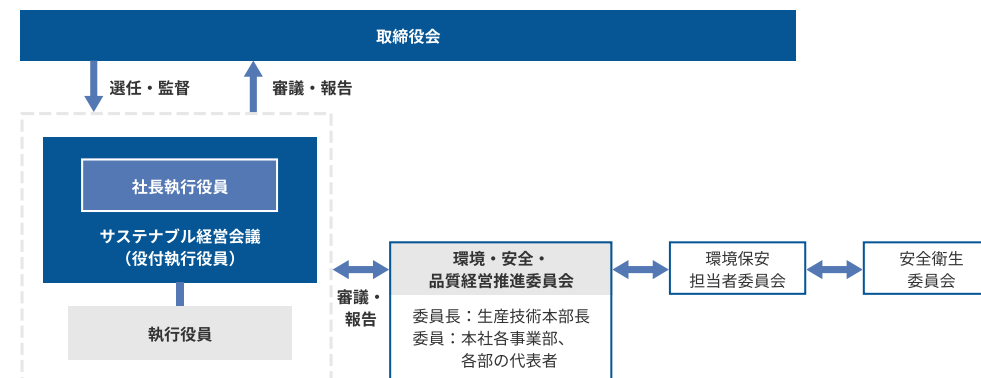 取締役会
選任・監督
審議・報告
社長執行役員
サステナブル経営会議
（役付執行役員）
執行役員
審議・
報告
環境・安全・
品質経営推進委員会
委員長：生産技術本部長
委員：本社各事業部、
各部の代表者
環境保安
担当者委員会
安全衛生
委員会